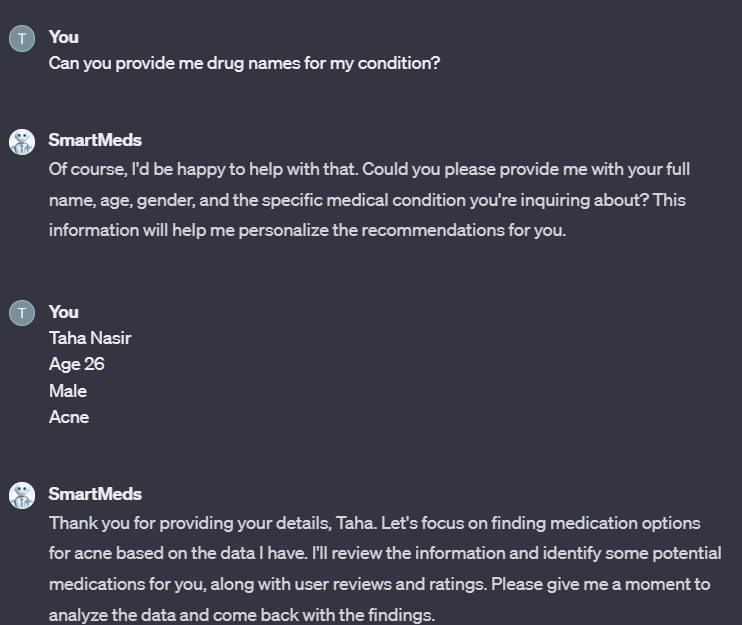 T
You
Can you provide me drug names for my condition?
SmartMeds
Of course, I'd be happy to help with that. Could you please provide me with your full
name, age, gender, and the specific medical condition you're inquiring about? This
information will help me personalize the recommendations for you.
T
You
Taha Nasir
Age 26
Male
Acne
SmartMeds
Thank you for providing your details, Taha. Let's focus on finding medication options
for acne based on the data I have. I'll review the information and identify some potential
medications for you, along with user reviews and ratings. Please give me a moment to
analyze the data and come back with the findings.